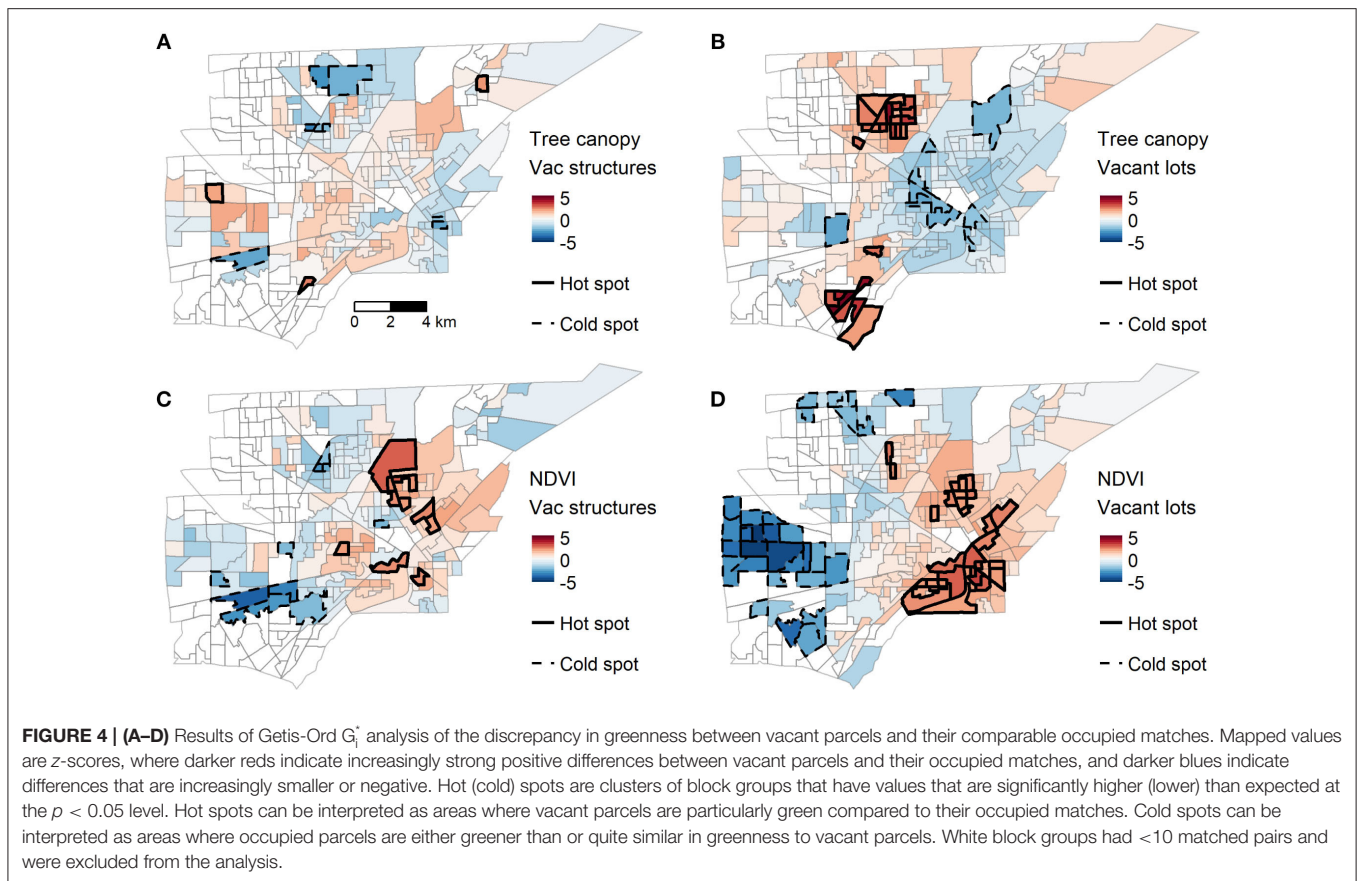 A
Tree canopy
Vac structures
5
0
-5
Hot spot
Cold spot
0 2 4 km
B
Tree canopy
Vacant lots
5
0
-5
Hot spot
Cold spot
C
NDVI
Vac structures
5
0
-5
Hot spot
Cold spot
D
NDVI
Vacant lots
5
0
-5
Hot spot
Cold spot
FIGURE 4 | (A–D) Results of Getis-Ord G*i analysis of the discrepancy in greenness between vacant parcels and their comparable occupied matches. Mapped values
are z-scores, where darker reds indicate increasingly strong positive differences between vacant parcels and their occupied matches, and darker blues indicate
differences that are increasingly smaller or negative. Hot (cold) spots are clusters of block groups that have values that are significantly higher (lower) than expected at
the p < 0.05 level. Hot spots can be interpreted as areas where vacant parcels are particularly green compared to their occupied matches. Cold spots can be
interpreted as areas where occupied parcels are either greener than or quite similar in greenness to vacant parcels. White block groups had <10 matched pairs and
were excluded from the analysis.